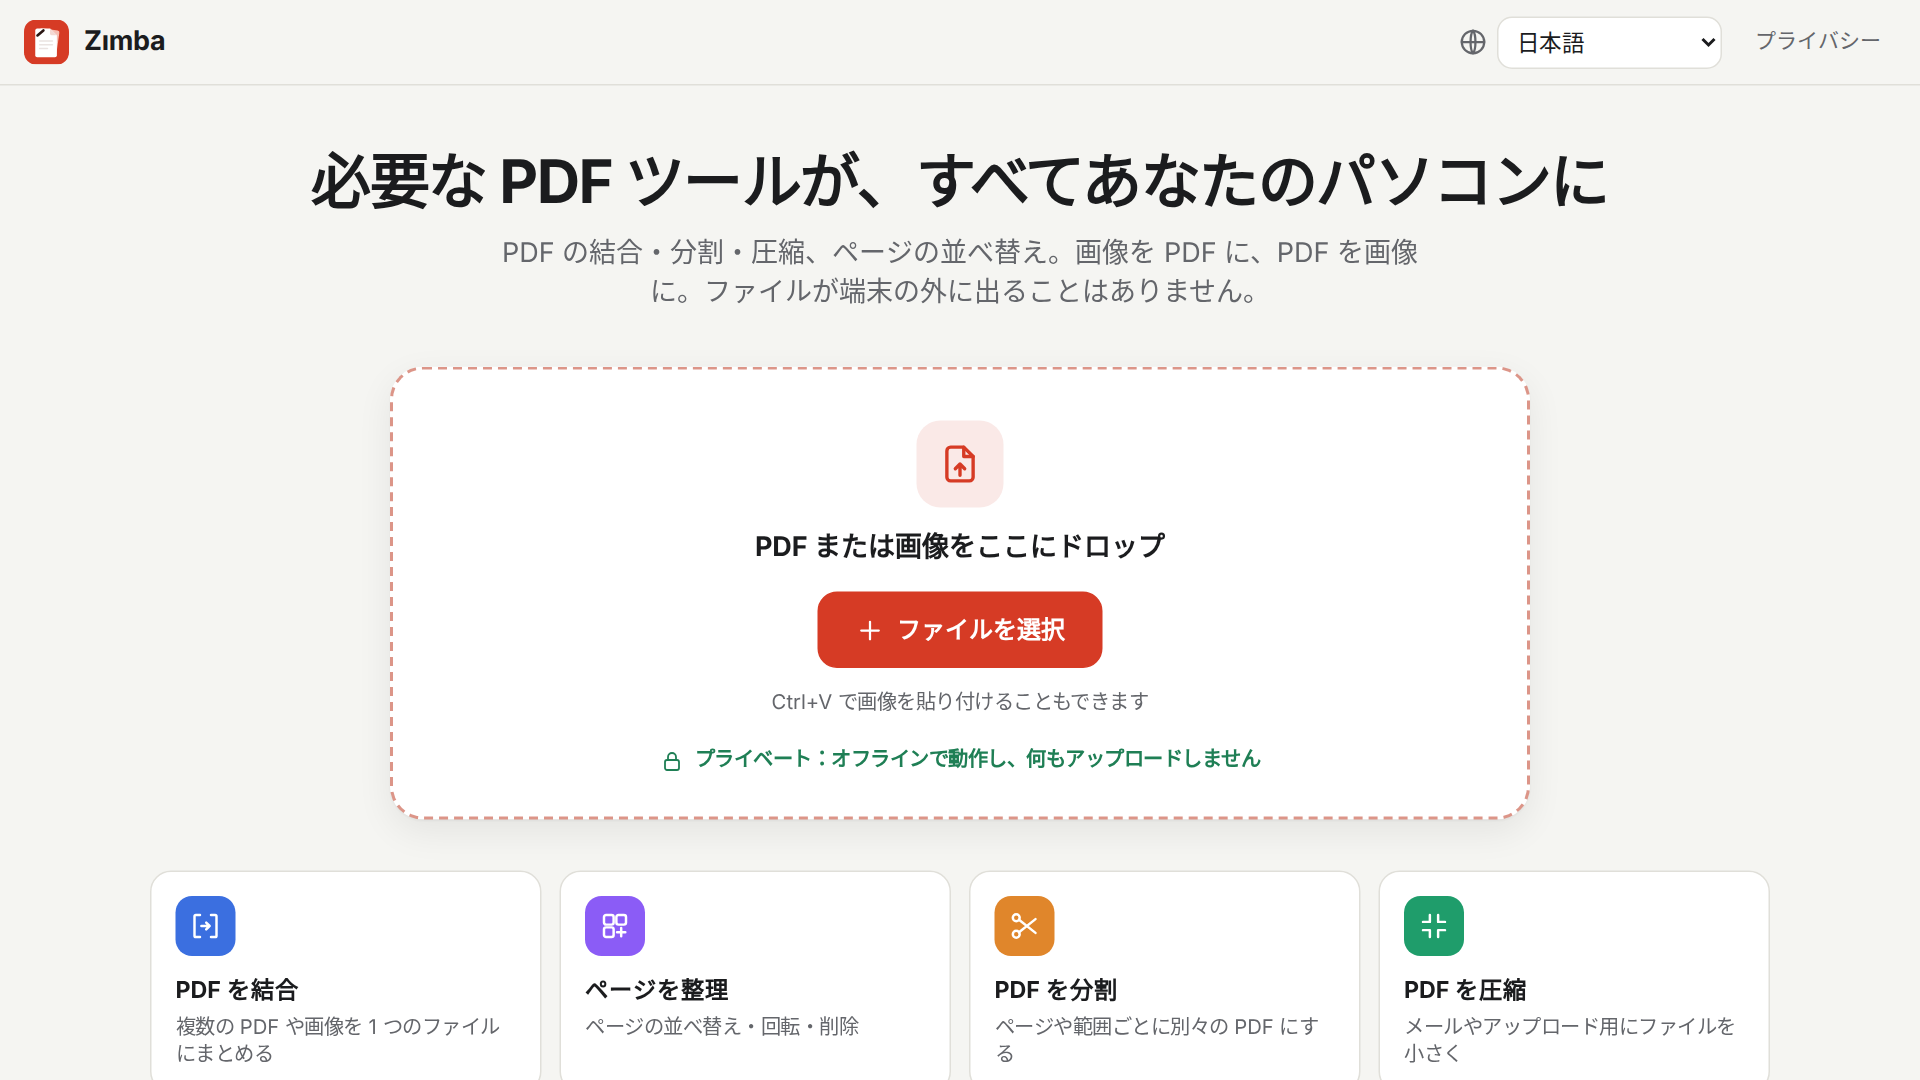 Zımba
日本語
プライバシー
必要な PDF ツールが、すべてあなたのパソコンに
PDF の結合・分割・圧縮、ページの並べ替え。画像を PDF に、PDF を画像
に。ファイルが端末の外に出ることはありません。
PDF または画像をここにドロップ
ファイルを選択
Ctrl+V で画像を貼り付けることもできます
プライベート：オフラインで動作し、何もアップロードしません
PDF を結合
複数の PDF や画像を 1 つのファイル
にまとめる
ページを整理
ページの並べ替え・回転・削除
PDF を分割
ページや範囲ごとに別々の PDF にす
る
PDF を圧縮
メールやアップロード用にファイルを
小さく